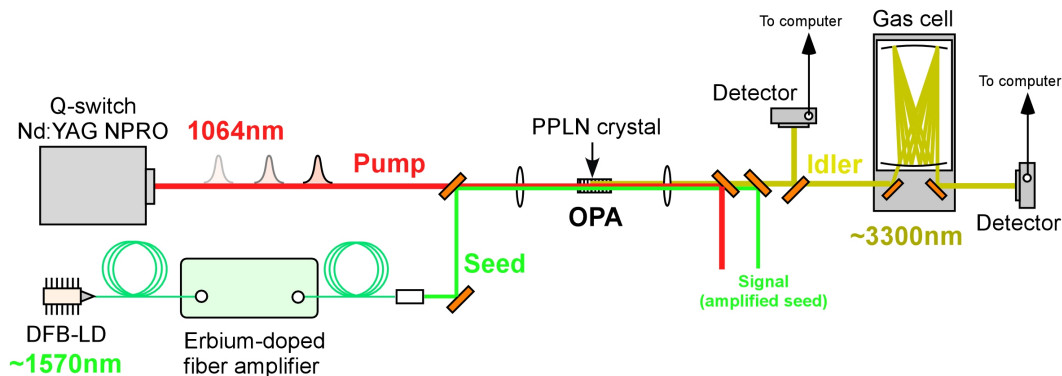 Q-switch
Nd:YAG NPRO
1064nm
Pump
PPLN crystal
OPA
To computer
Detector
Idler
Gas cell
To computer
Detector
~3300nm
Seed
Signal
(amplified seed)
DFB-LD
~1570nm
Erbium-doped
fiber amplifier